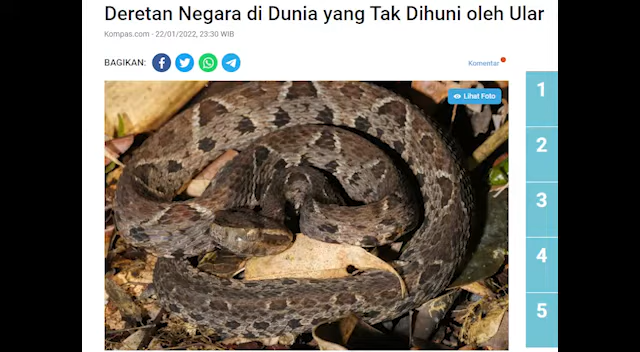 Deretan Negara di Dunia yang Tak Dihuni oleh Ular
Kompas.com - 22/01/2022, 23:30 WIB
BAGIKAN:
Komentar
Lihat Foto
1
2
3
4
5